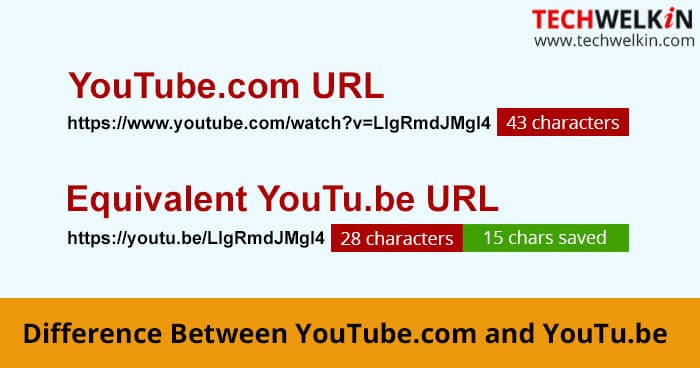 TECHWELKiN
www.techwelkin.com
YouTube.com URL
https://www.youtube.com/watch?v=LlgRmdJMgl4 43 characters
Equivalent YouTu.be URL
https://youtu.be/LlgRmdJMgl4 28 characters 15 chars saved
Difference Between YouTube.com and YouTu.be